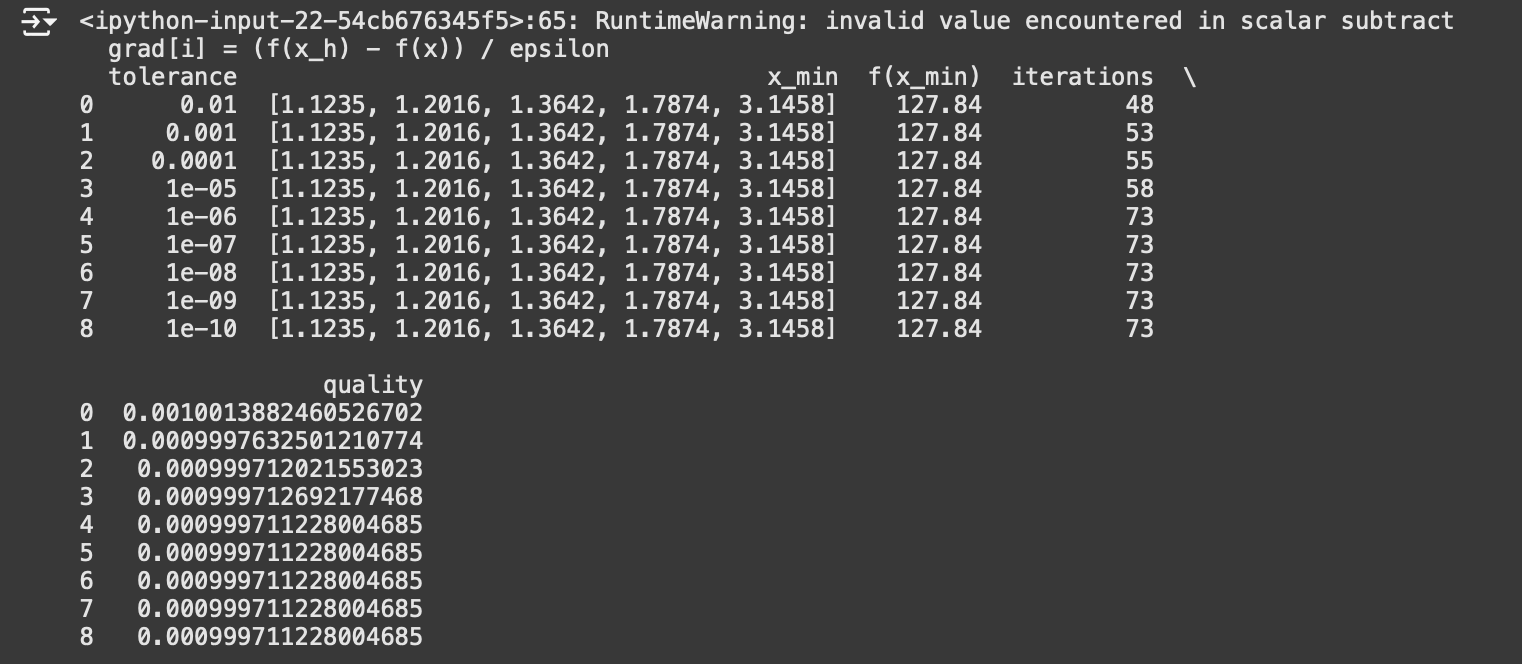 <ipython-input-22-54cb676345f5>:65: RuntimeWarning: invalid value encountered in scalar subtract
  grad[i] = (f(x_h) - f(x)) / epsilon
  tolerance                                     x_min  f(x_min)  iterations  \
0      0.01  [1.1235, 1.2016, 1.3642, 1.7874, 3.1458]    127.84          48
1     0.001  [1.1235, 1.2016, 1.3642, 1.7874, 3.1458]    127.84          53
2    0.0001  [1.1235, 1.2016, 1.3642, 1.7874, 3.1458]    127.84          55
3     1e-05  [1.1235, 1.2016, 1.3642, 1.7874, 3.1458]    127.84          58
4     1e-06  [1.1235, 1.2016, 1.3642, 1.7874, 3.1458]    127.84          73
5     1e-07  [1.1235, 1.2016, 1.3642, 1.7874, 3.1458]    127.84          73
6     1e-08  [1.1235, 1.2016, 1.3642, 1.7874, 3.1458]    127.84          73
7     1e-09  [1.1235, 1.2016, 1.3642, 1.7874, 3.1458]    127.84          73
8     1e-10  [1.1235, 1.2016, 1.3642, 1.7874, 3.1458]    127.84          73

                 quality
0  0.0010013882460526702
1  0.0009997632501210774
2   0.000999712021553023
3   0.000999712692177468
4   0.000999711228004685
5   0.000999711228004685
6   0.000999711228004685
7   0.000999711228004685
8   0.000999711228004685